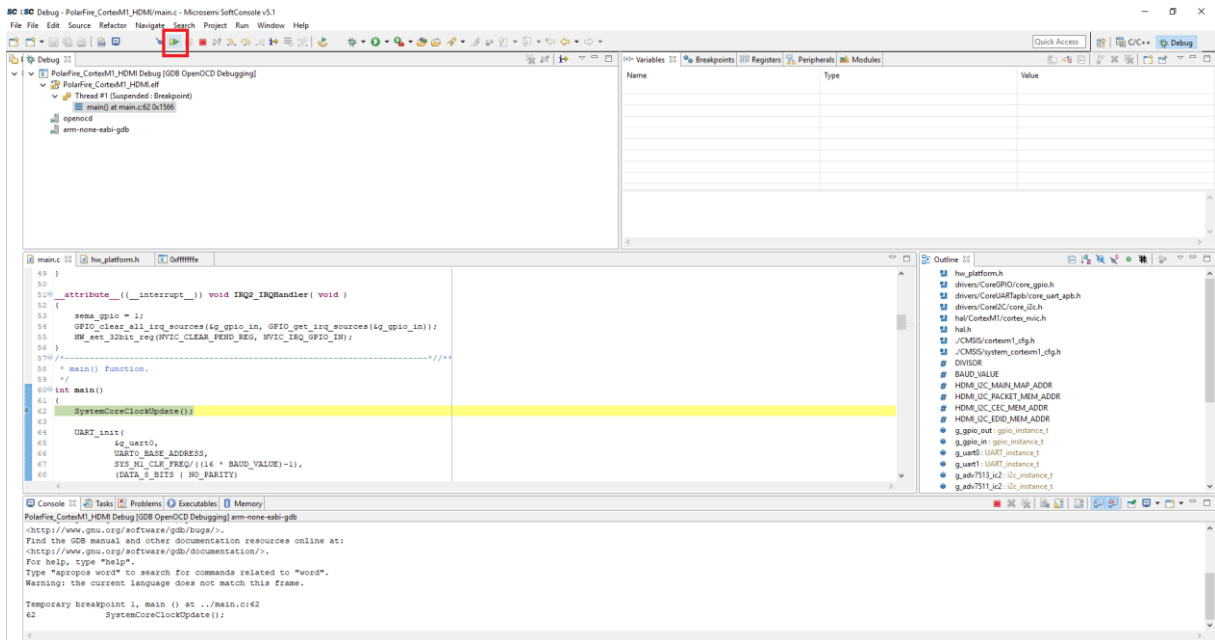 SC (SC Debug - PolarFire_CortexM1_HDMI/main.c - Microsemi SoftConsole v5.1
File File Edit Source Refactor Navigate Search Project Run Window Help
Quick Access C/C++ Debug
Debug
PolarFire_CortexM1_HDMI Debug [GDB OpenOCD Debugging]
PolarFire_CortexM1_HDMI.elf
Thread #1 (Suspended : Breakpoint)
main() at main.c:62 0x1566
openocd
arm-none-eabi-gdb
(x)= Variables Breakpoints Registers Peripherals Modules
Name Type Value
main.c hw_platform.h 0xfffffffe
49 }
50
51 __attribute__((__interrupt__)) void IRQ2_IRQHandler( void )
52 {
53 sema_gpio = 1;
54 GPIO_clear_all_irq_sources(&g_gpio_in, GPIO_get_irq_sources(&g_gpio_in));
55 HW_set_32bit_reg(NVIC_CLEAR_PEND_REG, NVIC_IRQ_GPIO_IN);
56 }
57 /*--------------------------------------------------------------------------*//**
58 * main() function.
59 */
60 int main()
61 {
62 SystemCoreClockUpdate();
63
64 UART_init(
65 &g_uart0,
66 UART0_BASE_ADDRESS,
67 SYS_M1_CLK_FREQ/((16 * BAUD_VALUE)-1),
68 (DATA_8_BITS | NO_PARITY)
Outline
hw_platform.h
drivers/CoreGPIO/core_gpio.h
drivers/CoreUARTapb/core_uart_apb.h
drivers/CoreI2C/core_i2c.h
hal/CortexM1/cortex_nvic.h
hal.h
./CMSIS/cortexm1_cfg.h
./CMSIS/system_cortexm1_cfg.h
# DIVISOR
# BAUD_VALUE
# HDMI_I2C_MAIN_MAP_ADDR
# HDMI_I2C_PACKET_MEM_ADDR
# HDMI_I2C_CEC_MEM_ADDR
# HDMI_I2C_EDID_MEM_ADDR
g_gpio_out : gpio_instance_t
g_gpio_in : gpio_instance_t
g_uart0 : UART_instance_t
g_uart1 : UART_instance_t
g_adv7513_ic2 : i2c_instance_t
g_adv7511_ic2 : i2c_instance_t
Console Tasks Problems Executables Memory
PolarFire_CortexM1_HDMI Debug [GDB OpenOCD Debugging] arm-none-eabi-gdb
<http://www.gnu.org/software/gdb/bugs/>.
Find the GDB manual and other documentation resources online at:
<http://www.gnu.org/software/gdb/documentation/>.
For help, type "help".
Type "apropos word" to search for commands related to "word".
Warning: the current language does not match this frame.
Temporary breakpoint 1, main () at ../main.c:62
62 SystemCoreClockUpdate();